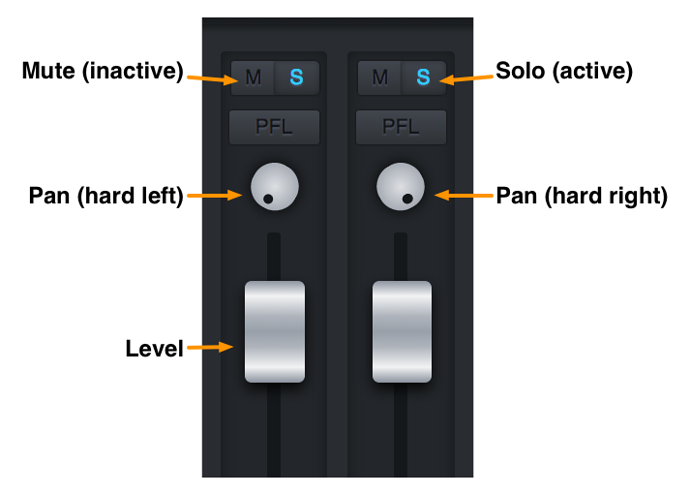 Mute (inactive)
M S
M S
Solo (active)
PFL
PFL
Pan (hard left)
Pan (hard right)
Level